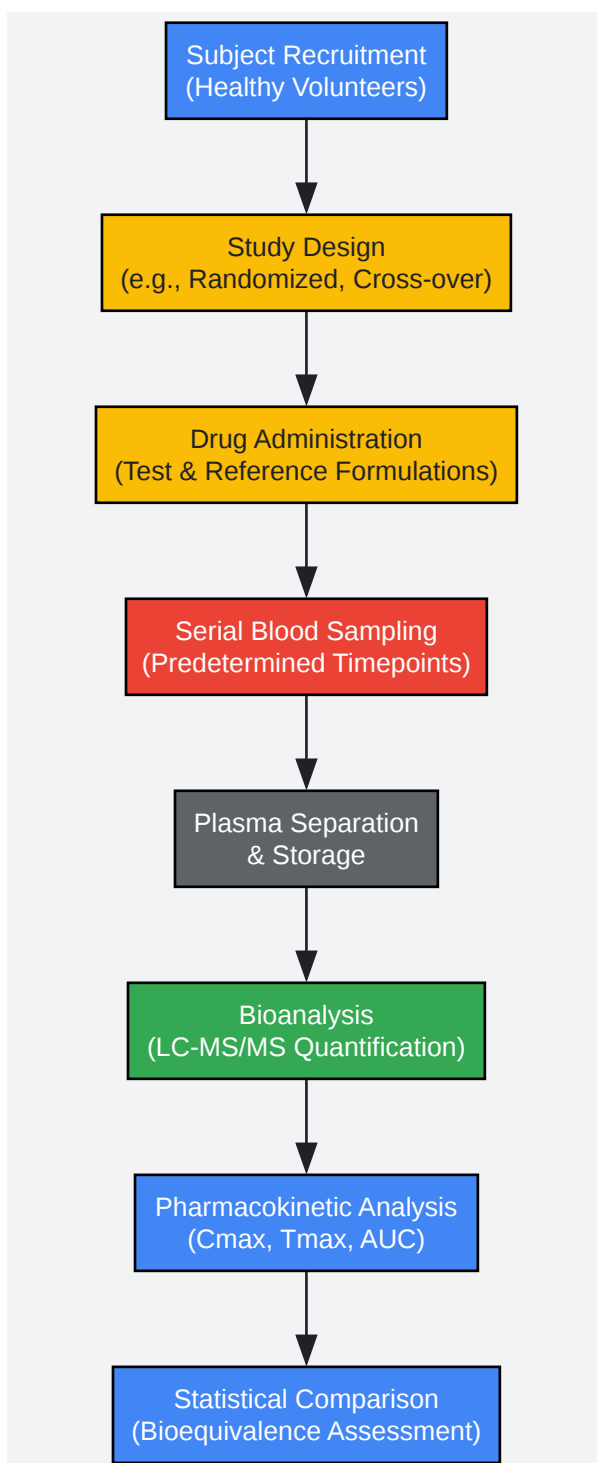 Subject Recruitment
(Healthy Volunteers)
Study Design
(e.g., Randomized, Cross-over)
Drug Administration
(Test & Reference Formulations)
Serial Blood Sampling
(Predetermined Timepoints)
Plasma Separation
& Storage
Bioanalysis
(LC-MS/MS Quantification)
Pharmacokinetic Analysis
(Cmax, Tmax, AUC)
Statistical Comparison
(Bioequivalence Assessment)